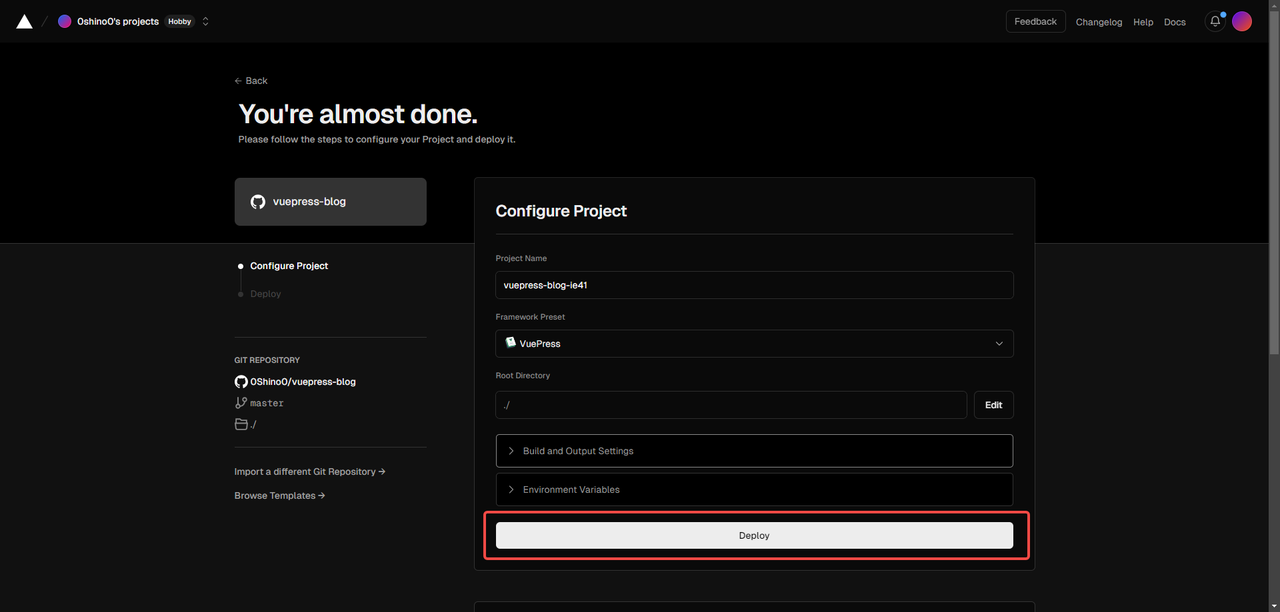 OshinoO's projects Hobby
Feedback Changelog Help Docs
← Back
You're almost done.
Please follow the steps to configure your Project and deploy it.
vuepress-blog
Configure Project
Deploy
GIT REPOSITORY
0Shino0/vuepress-blog
master
./
Import a different Git Repository →
Browse Templates →
Configure Project
Project Name
vuepress-blog-ie41
Framework Preset
VuePress
Root Directory
./
Edit
Build and Output Settings
Environment Variables
Deploy